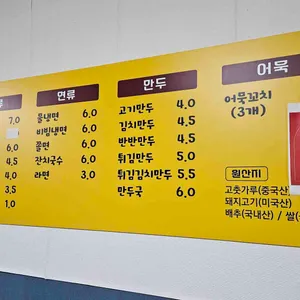 류
7.0
6.0
4.5
4.0
3.5
1.0
면류
물냉면 6.0
비빔냉면 6.0
쫄면 6.0
잔치국수 6.0
라면 3.0
만두
고기만두 4.0
김치만두 4.5
반반만두 4.5
튀김만두 5.0
튀김김치만두 5.5
만두국 6.0
어묵
어묵꼬치
(3개)
원산지
고춧가루(중국산)
돼지고기(미국산)
배추(국내산) / 쌀(